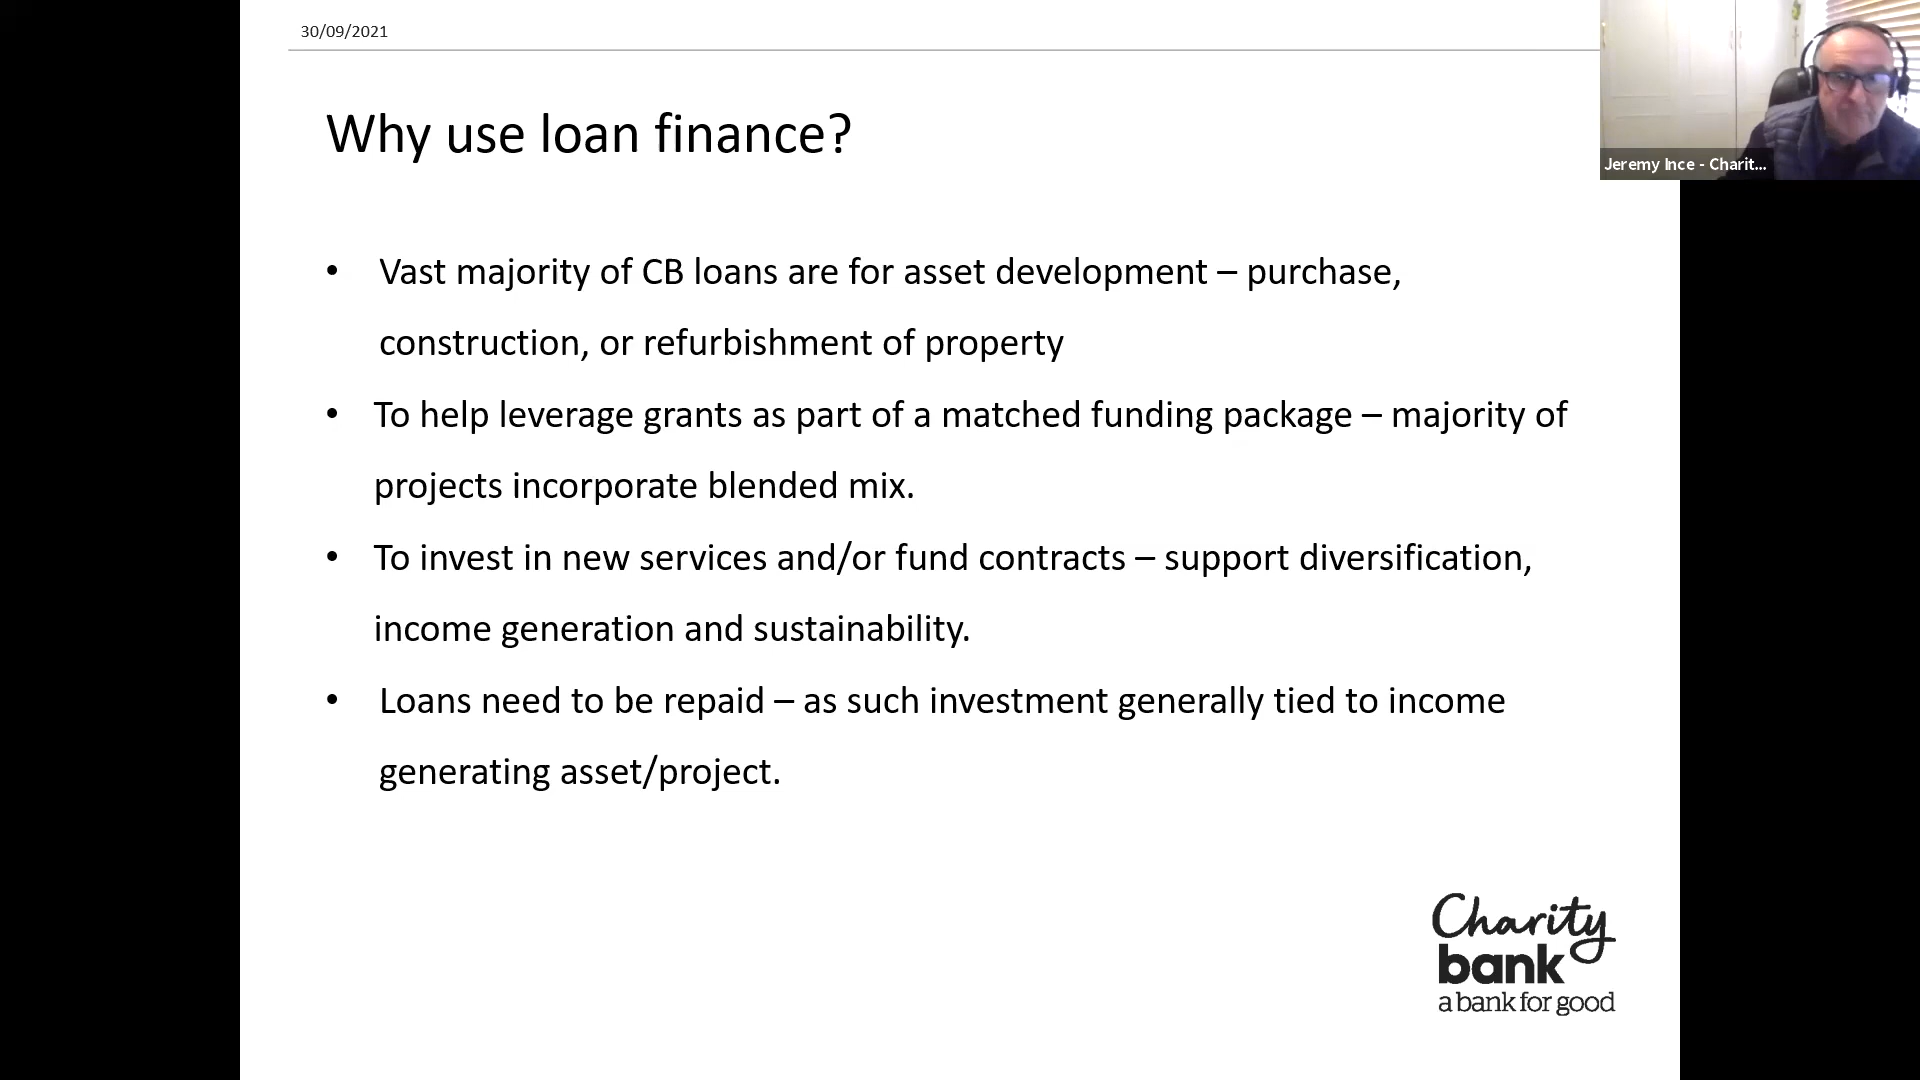 30/09/2021
Why use loan finance?
• Vast majority of CB loans are for asset development – purchase,
construction, or refurbishment of property
• To help leverage grants as part of a matched funding package – majority of
projects incorporate blended mix.
• To invest in new services and/or fund contracts – support diversification,
income generation and sustainability.
• Loans need to be repaid – as such investment generally tied to income
generating asset/project.
Jeremy Ince - Charit...
Charity
bank
a bank for good